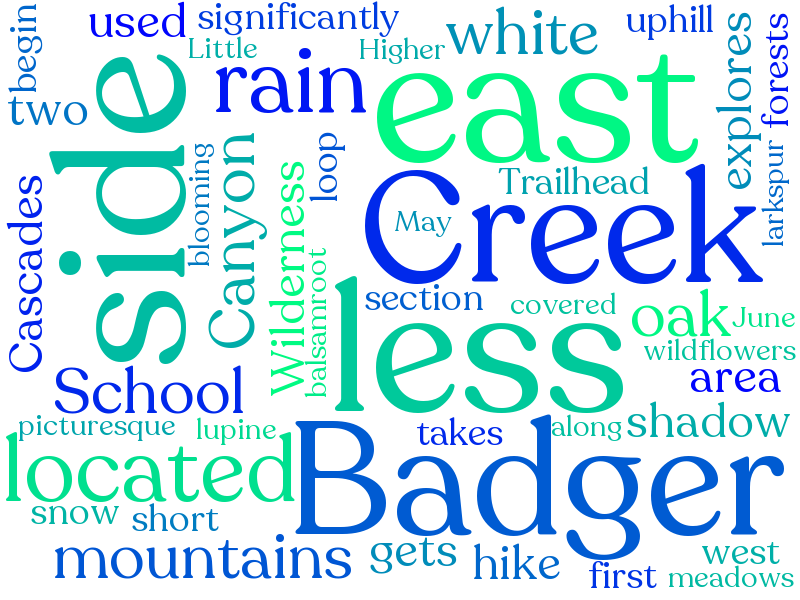 begin
used
significantly
Little
Higher
white
uphill
explores
forests
two
side
rain
east
blooming
Canyon
loop
Trailhead
larkspur
Cascades
Wilderness
May
Creek
balsamroot
section
covered
less
oak
June
wildflowers
area
School
picturesque
lupine
takes
along
shadow
located
Badger
snow
short
mountains
gets
hike
west
first
meadows